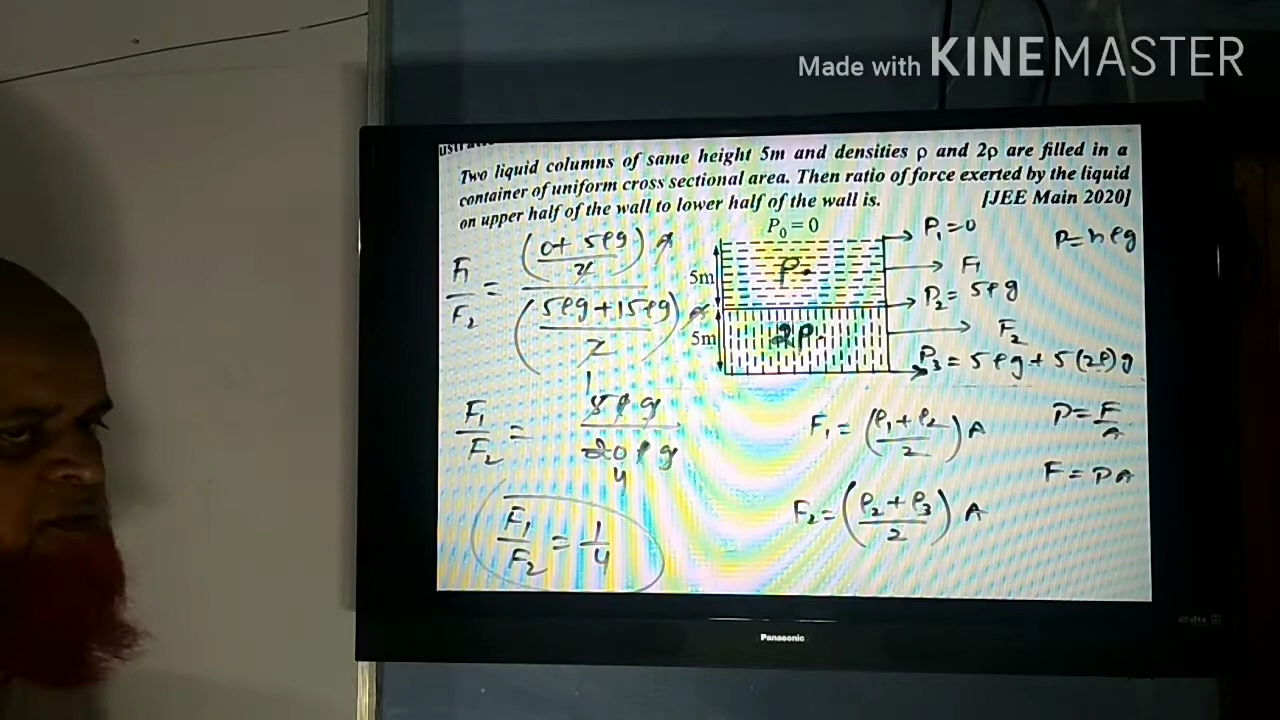 Made with KINEMASTER
Two liquid columns of same height 5m and densities ρ and 2ρ are filled in a
container of uniform cross sectional area. Then ratio of force exerted by the liquid
on upper half of the wall to lower half of the wall is. [JEE Main 2020]
P₀ = 0
P₁=0
P=hρg
F₁/F₂ = ((0+5ρg)/2) A / ((5ρg+15ρg)/2) A
5m
ρ
F₁
P₂ = 5ρg
5m
2ρ
F₂
P₃ = 5ρg + 5(2ρ)g
F₁/F₂ = 5ρg/20ρg
1
4
F₁ = (P₁+P₂/2) A
P=F/A
F = PA
F₂ = (P₂+P₃/2) A
F₁/F₂ = 1/4
Panasonic